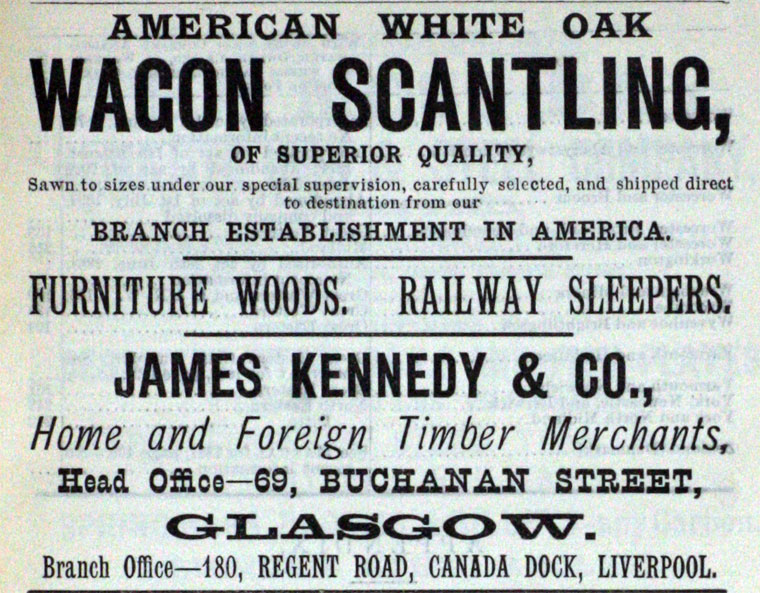 AMERICAN WHITE OAK
WAGON SCANTLING,
OF SUPERIOR QUALITY,
Sawn to sizes under our special supervision, carefully selected, and shipped direct
to destination from our
BRANCH ESTABLISHMENT IN AMERICA.
FURNITURE WOODS. RAILWAY SLEEPERS.
JAMES KENNEDY & CO.,
Home and Foreign Timber Merchants,
Head Office—69, BUCHANAN STREET,
GLASGOW.
Branch Office—180, REGENT ROAD, CANADA DOCK, LIVERPOOL.